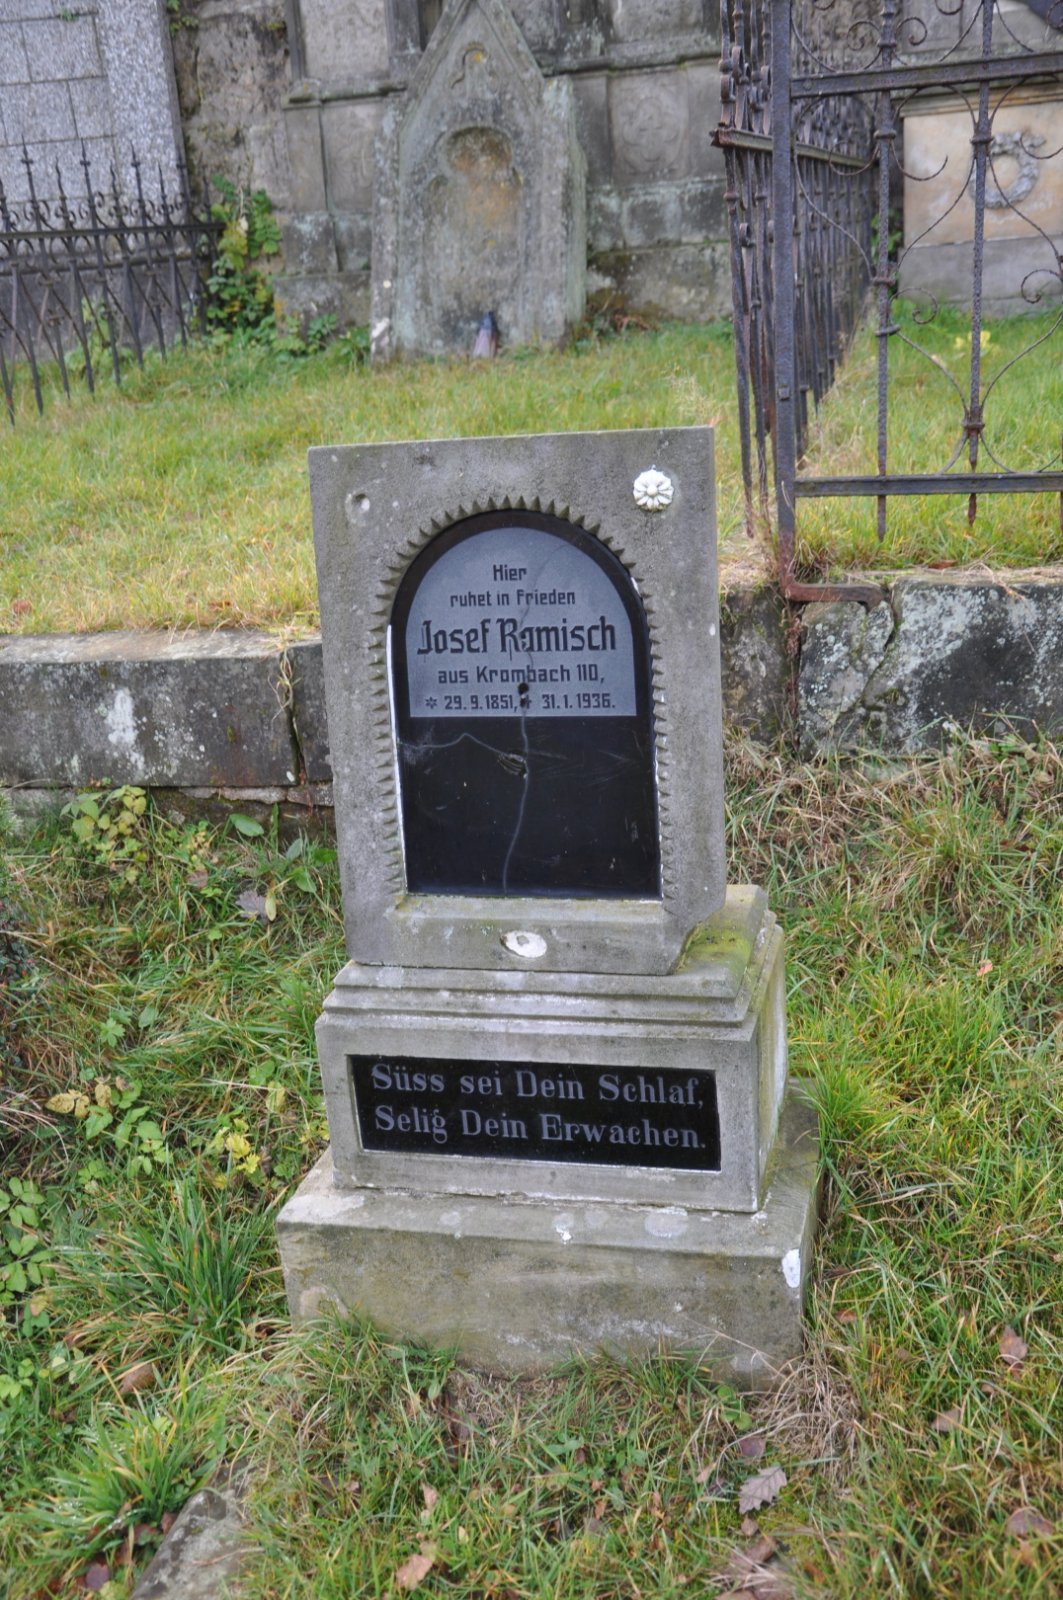 Hier
ruhet in Frieden
Josef Ramisch
aus Krombach 110,
* 29.9.1851, † 31.1.1936.
Süss sei Dein Schlaf,
Selig Dein Erwachen.